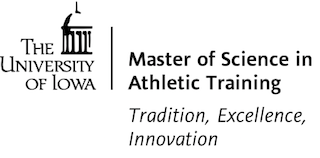 THE
UNIVERSITY
OF IOWA
Master of Science in
Athletic Training
Tradition, Excellence,
Innovation